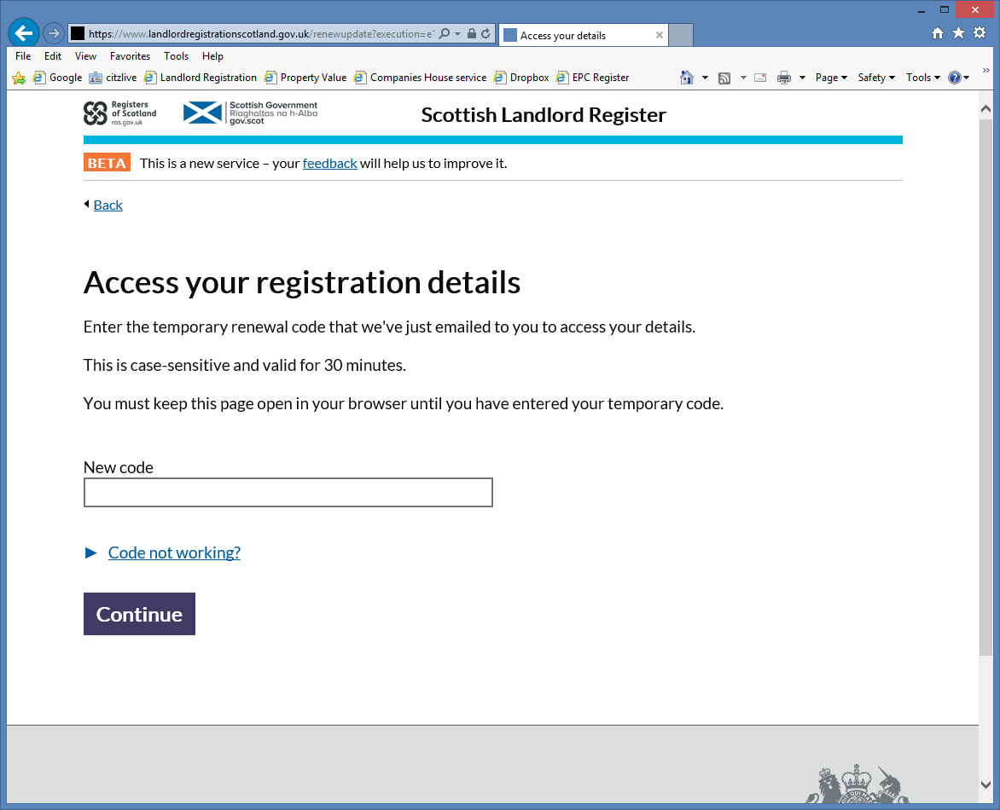 https://www.landlordregistrationscotland.gov.uk/renewupdate?execution=e1
Access your details
File Edit View Favorites Tools Help
Google citzlive Landlord Registration Property Value Companies House service Dropbox EPC Register Page Safety Tools
Registers of Scotland
ros.gov.uk
Scottish Government
Riaghaltas na h-Alba
gov.scot
Scottish Landlord Register
BETA This is a new service – your feedback will help us to improve it.
Back
Access your registration details
Enter the temporary renewal code that we've just emailed to you to access your details.
This is case-sensitive and valid for 30 minutes.
You must keep this page open in your browser until you have entered your temporary code.
New code
Code not working?
Continue